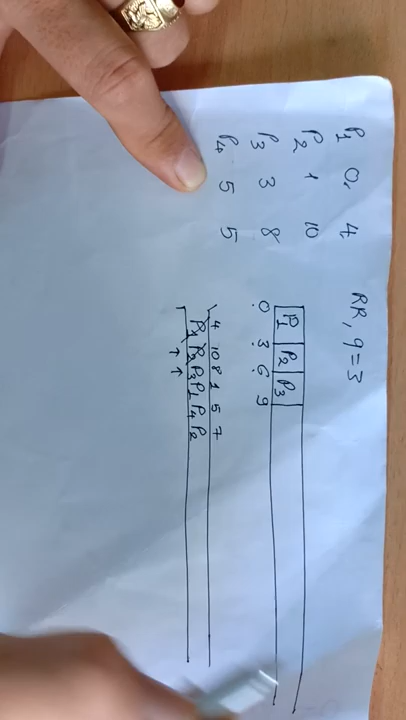 P1 0. 4
P2 1 10
P3 3 8
P4 5 5
RR, q=3
P1 P2 P3
0 3 6 9
4 10 8 1 5 7
P1 P2 P3 P1 P4 P2
↑ ↑